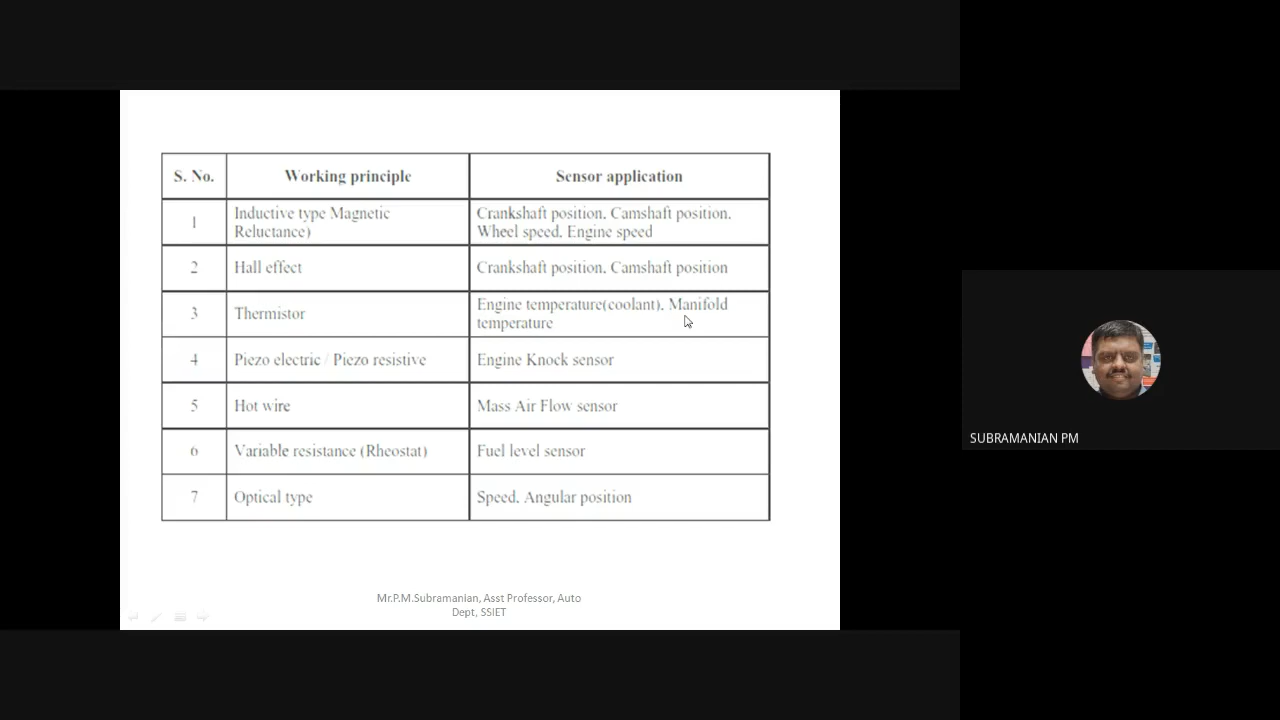 S. No. Working principle Sensor application
1 Inductive type Magnetic Reluctance) Crankshaft position, Camshaft position, Wheel speed, Engine speed
2 Hall effect Crankshaft position, Camshaft position
3 Thermistor Engine temperature(coolant), Manifold temperature
4 Piezo electric / Piezo resistive Engine Knock sensor
5 Hot wire Mass Air Flow sensor
6 Variable resistance (Rheostat) Fuel level sensor
7 Optical type Speed, Angular position
Mr.P.M.Subramanian, Asst Professor, Auto
Dept, SSIET
SUBRAMANIAN PM